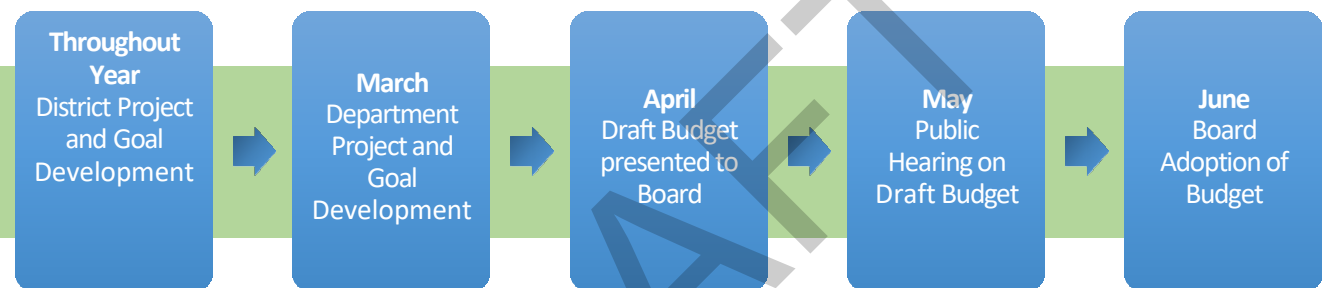 Throughout
Year
District Project
and Goal
Development
March
Department
Project and
Goal
Development
April
Draft Budget
presented to
Board
May
Public
Hearing on
Draft Budget
June
Board
Adoption of
Budget